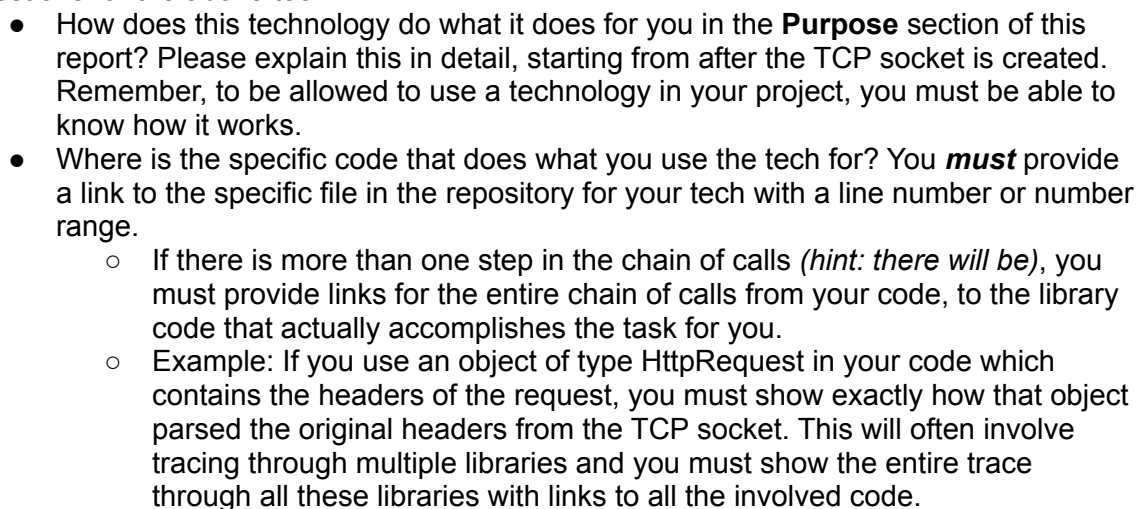 ● How does this technology do what it does for you in the Purpose section of this
report? Please explain this in detail, starting from after the TCP socket is created.
Remember, to be allowed to use a technology in your project, you must be able to
know how it works.
● Where is the specific code that does what you use the tech for? You must provide
a link to the specific file in the repository for your tech with a line number or number
range.
○ If there is more than one step in the chain of calls (hint: there will be), you
must provide links for the entire chain of calls from your code, to the library
code that actually accomplishes the task for you.
○ Example: If you use an object of type HttpRequest in your code which
contains the headers of the request, you must show exactly how that object
parsed the original headers from the TCP socket. This will often involve
tracing through multiple libraries and you must show the entire trace
through all these libraries with links to all the involved code.